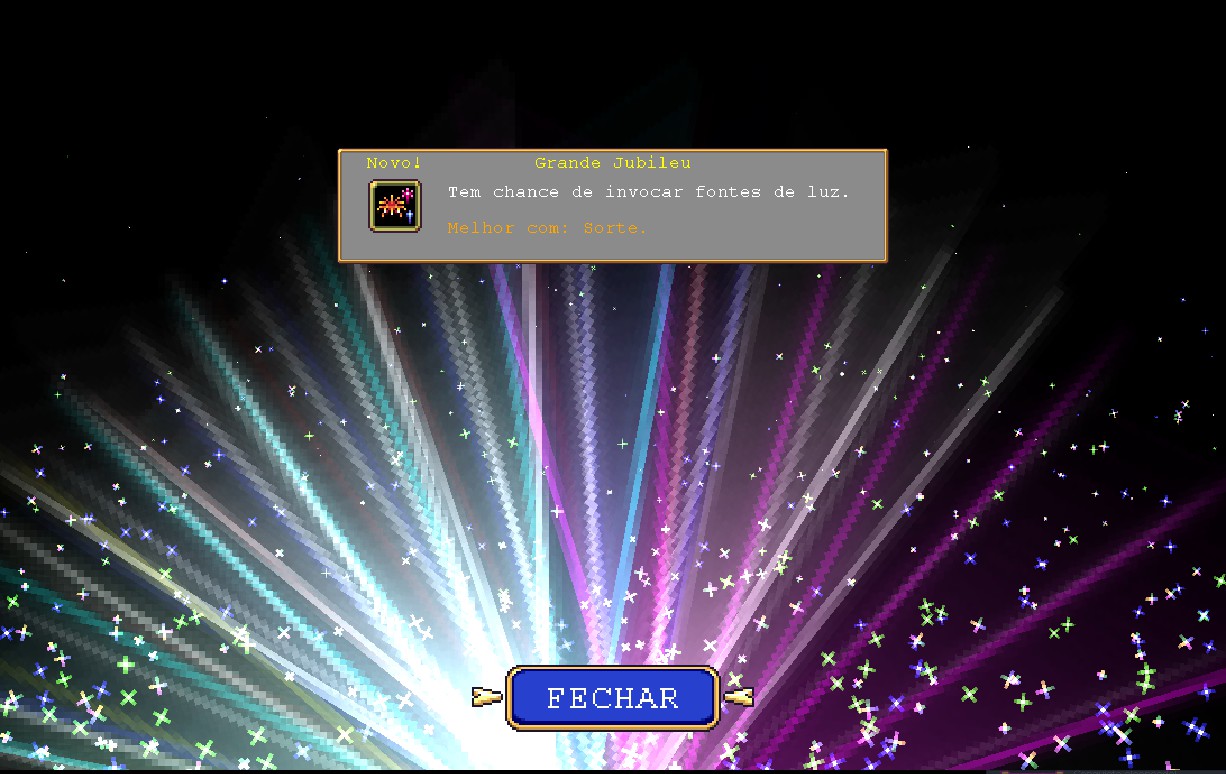 Novo! Grande Jubileu
Tem chance de invocar fontes de luz.
Melhor com: Sorte.
FECHAR